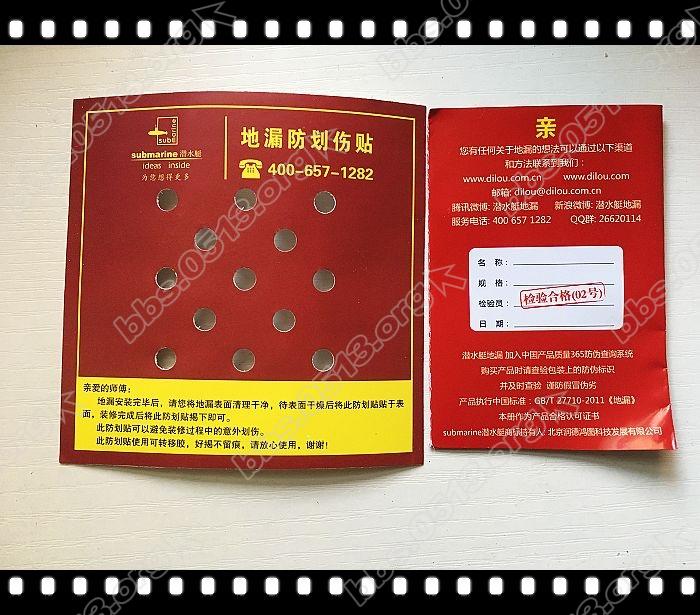 submarine
submarine 潜水艇
ideas inside
为您想得更多
地漏防划伤贴
400-657-1282
亲爱的师傅：
地漏安装完毕后，请您将地漏表面清理干净，待表面干燥后将此防划贴贴于表
面，装修完成后将此防划贴揭下即可。
此防划贴可以避免装修过程中的意外划伤。
此防划贴使用可转移胶，好揭不留痕，请放心使用，谢谢!
亲
您有任何关于地漏的想法可以通过以下渠道
和方法联系到我们：
www.dilou.com.cn www.dilou.cn
邮箱: dilou@dilou.com.cn
腾讯微博: 潜水艇地漏 新浪微博: 潜水艇地漏
服务电话: 400 657 1282 QQ群: 26620114
名 称：
规 格：
检验员：
检验合格(02号)
日 期：
潜水艇地漏 加入中国产品质量365防伪查询系统
购买产品时请查验包装上的防伪标识
并及时查验 谨防假冒伪劣
产品执行中国标准：GB/T 27710-2011《地漏》
本册作为产品合格认可证书
submarine潜水艇商标持有人：北京润德鸿图科技发展有限公司
bbs.0513.org